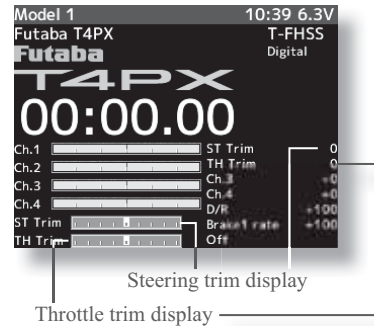 Model 1 10:39 6.3V
Futaba T4PX T-FHSS
Futaba Digital
T4PX
00:00.00
Ch.1 ST Trim 0
Ch.2 TH Trim 0
Ch.3 Ch.3 +0
Ch.4 Ch.4 +0
D/R +100
ST Trim Brake1 rate +100
TH Trim Off
Steering trim display
Throttle trim display